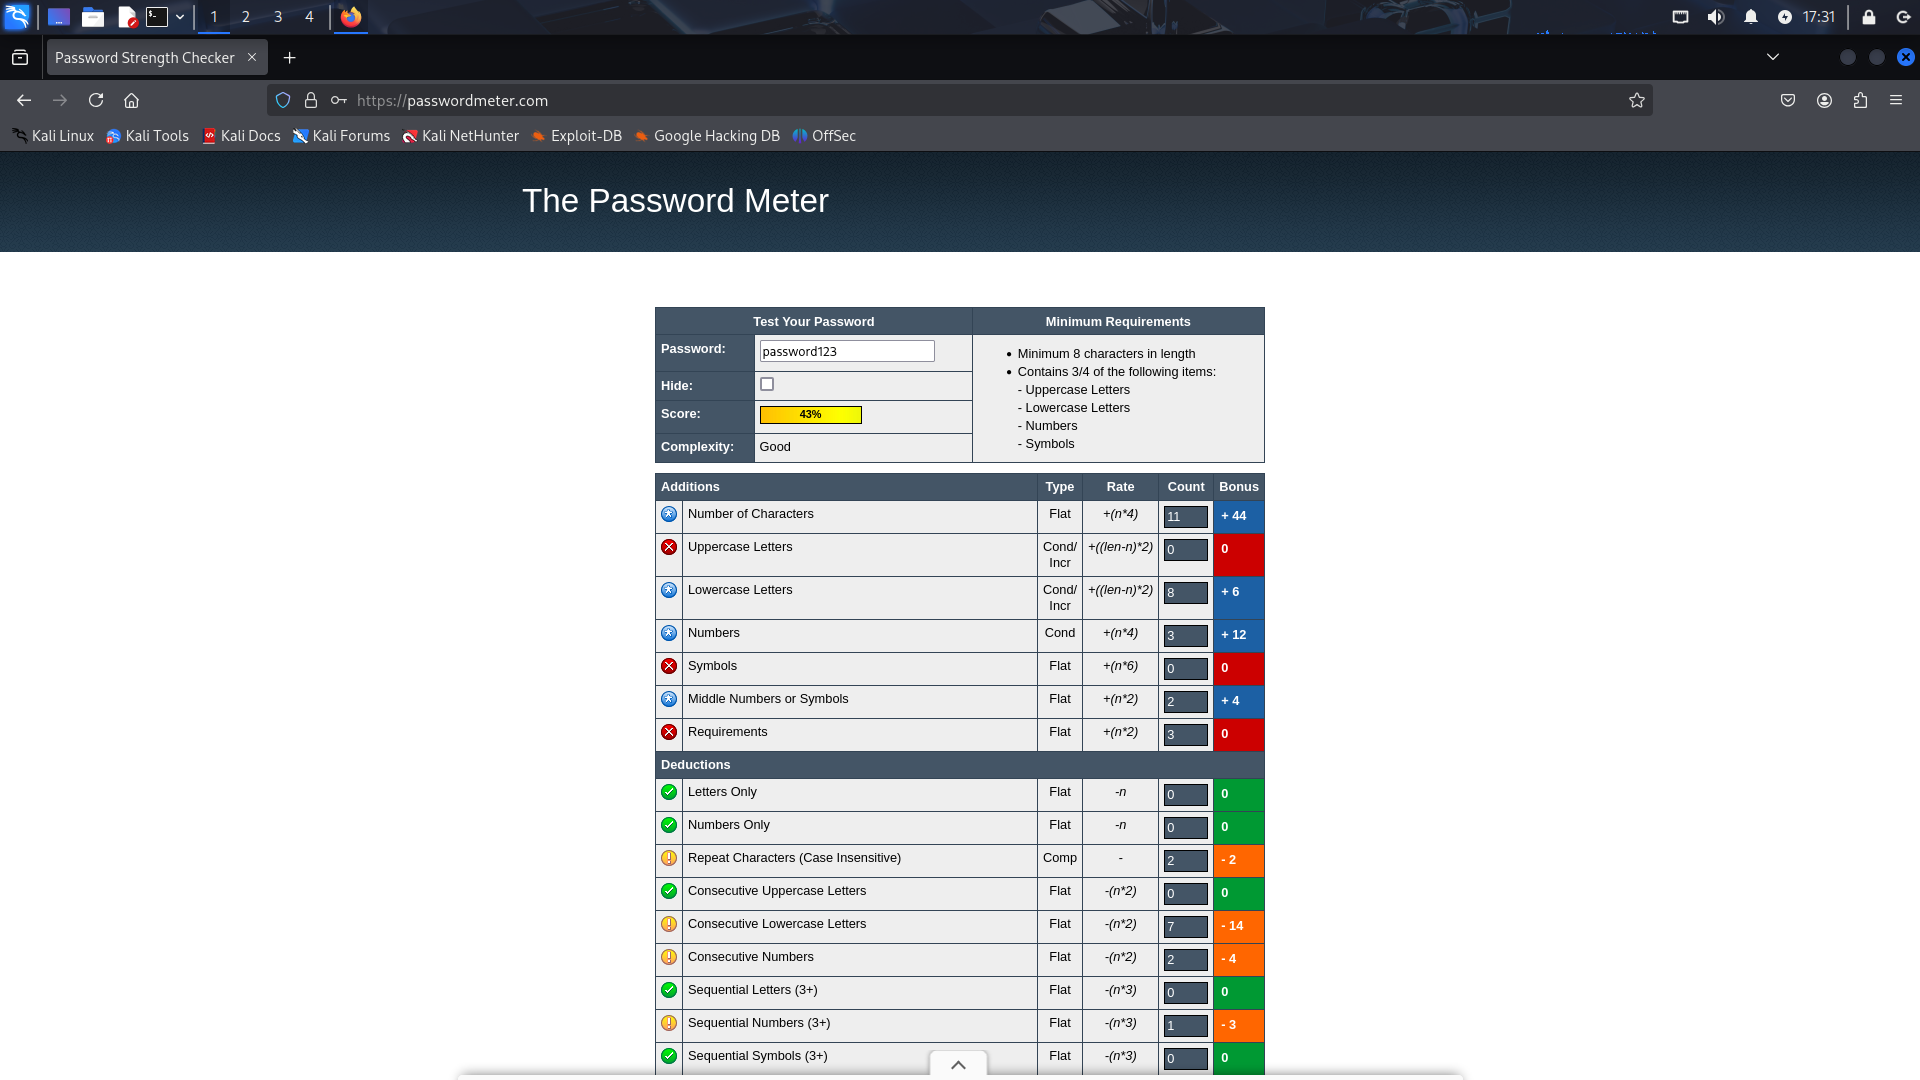 1 2 3 4 17:31
Password Strength Checker
https://passwordmeter.com
Kali Linux Kali Tools Kali Docs Kali Forums Kali NetHunter Exploit-DB Google Hacking DB OffSec
The Password Meter
Test Your Password Minimum Requirements
Password: password123
Hide:
Score: 43%
Complexity: Good
• Minimum 8 characters in length
• Contains 3/4 of the following items:
- Uppercase Letters
- Lowercase Letters
- Numbers
- Symbols
Additions Type Rate Count Bonus
Number of Characters Flat +(n*4) 11 + 44
Uppercase Letters Cond/ +((len-n)*2) 0 0
Incr
Lowercase Letters Cond/ +((len-n)*2) 8 + 6
Incr
Numbers Cond +(n*4) 3 + 12
Symbols Flat +(n*6) 0 0
Middle Numbers or Symbols Flat +(n*2) 2 + 4
Requirements Flat +(n*2) 3 0
Deductions
Letters Only Flat -n 0 0
Numbers Only Flat -n 0 0
Repeat Characters (Case Insensitive) Comp - 2 - 2
Consecutive Uppercase Letters Flat -(n*2) 0 0
Consecutive Lowercase Letters Flat -(n*2) 7 - 14
Consecutive Numbers Flat -(n*2) 2 - 4
Sequential Letters (3+) Flat -(n*3) 0 0
Sequential Numbers (3+) Flat -(n*3) 1 - 3
Sequential Symbols (3+) Flat -(n*3) 0 0